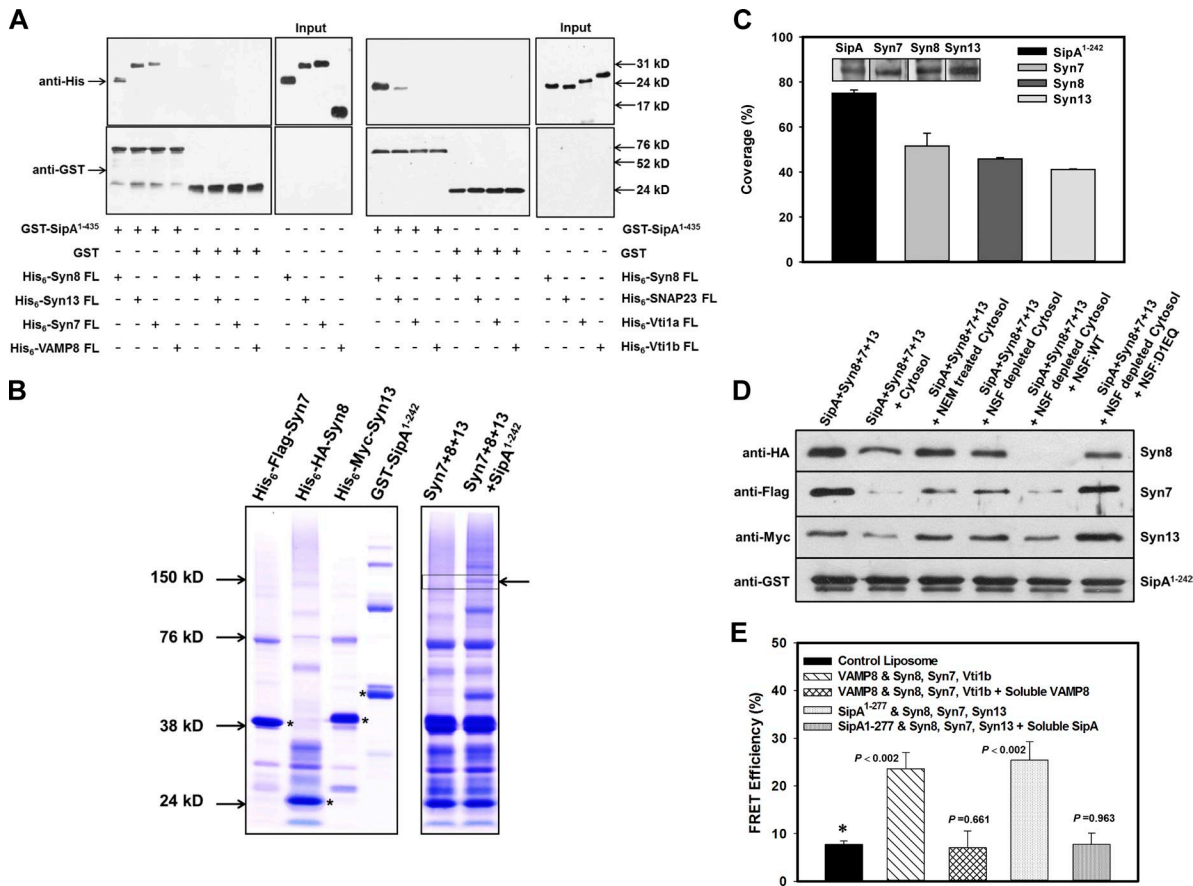 A
Input
Input
anti-His
31 kD
24 kD
17 kD
anti-GST
76 kD
52 kD
24 kD
GST-SipA1-435 + + + + - - - - - - - - + + + + - - - - - - - - GST-SipA1-435
GST - - - - + + + + - - - - - - - - + + + + - - - - GST
His6-Syn8 FL + - - - + - - - + - - - + - - - + - - - + - - - His6-Syn8 FL
His6-Syn13 FL - + - - - + - - - + - - - + - - - + - - - + - - His6-SNAP23 FL
His6-Syn7 FL - - + - - - + - - - + - - - + - - - + - - - + - His6-Vti1a FL
His6-VAMP8 FL - - - + - - - + - - - + - - - + - - - + - - - + His6-Vti1b FL
B
His6-Flag-Syn7
His6-HA-Syn8
His6-Myc-Syn13
GST-SipA1-242
Syn7+8+13
Syn7+8+13
+SipA1-242
150 kD
76 kD
38 kD
24 kD
*
*
*
*
C
Coverage (%)
100
80
60
40
20
0
SipA Syn7 Syn8 Syn13
SipA1-242
Syn7
Syn8
Syn13
D
SipA+Syn8+7+13
SipA+Syn8+7+13
+ Cytosol
SipA+Syn8+7+13
+ NEM treated Cytosol
SipA+Syn8+7+13
+ NSF depleted Cytosol
SipA+Syn8+7+13
+ NSF depleted Cytosol
+ NSF:WT
SipA+Syn8+7+13
+ NSF depleted Cytosol
+ NSF:D1EQ
anti-HA Syn8
anti-Flag Syn7
anti-Myc Syn13
anti-GST SipA1-242
E
FRET Efficiency (%)
50
40
30
20
10
0
Control Liposome
VAMP8 & Syn8, Syn7, Vti1b
VAMP8 & Syn8, Syn7, Vti1b + Soluble VAMP8
SipA1-277 & Syn8, Syn7, Syn13
SipA1-277 & Syn8, Syn7, Syn13 + Soluble SipA
*
P < 0.002
P =0.661
P < 0.002
P =0.963